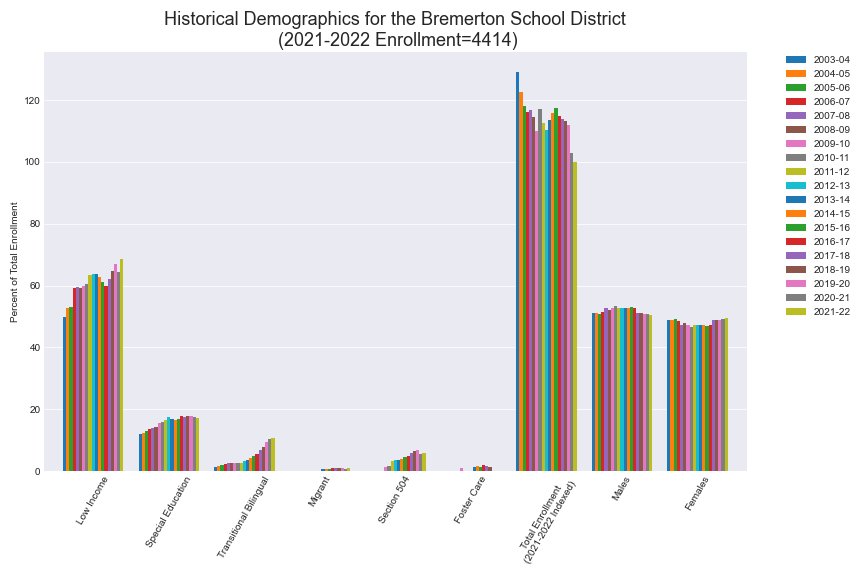 Historical Demographics for the Bremerton School District
(2021-2022 Enrollment=4414)
Percent of Total Enrollment
120
100
80
60
40
20
0
Low Income
Special Education
Transitional Bilingual
Migrant
Section 504
Foster Care
Total Enrollment
(2021-2022 Indexed)
Males
Females
2003-04
2004-05
2005-06
2006-07
2007-08
2008-09
2009-10
2010-11
2011-12
2012-13
2013-14
2014-15
2015-16
2016-17
2017-18
2018-19
2019-20
2020-21
2021-22